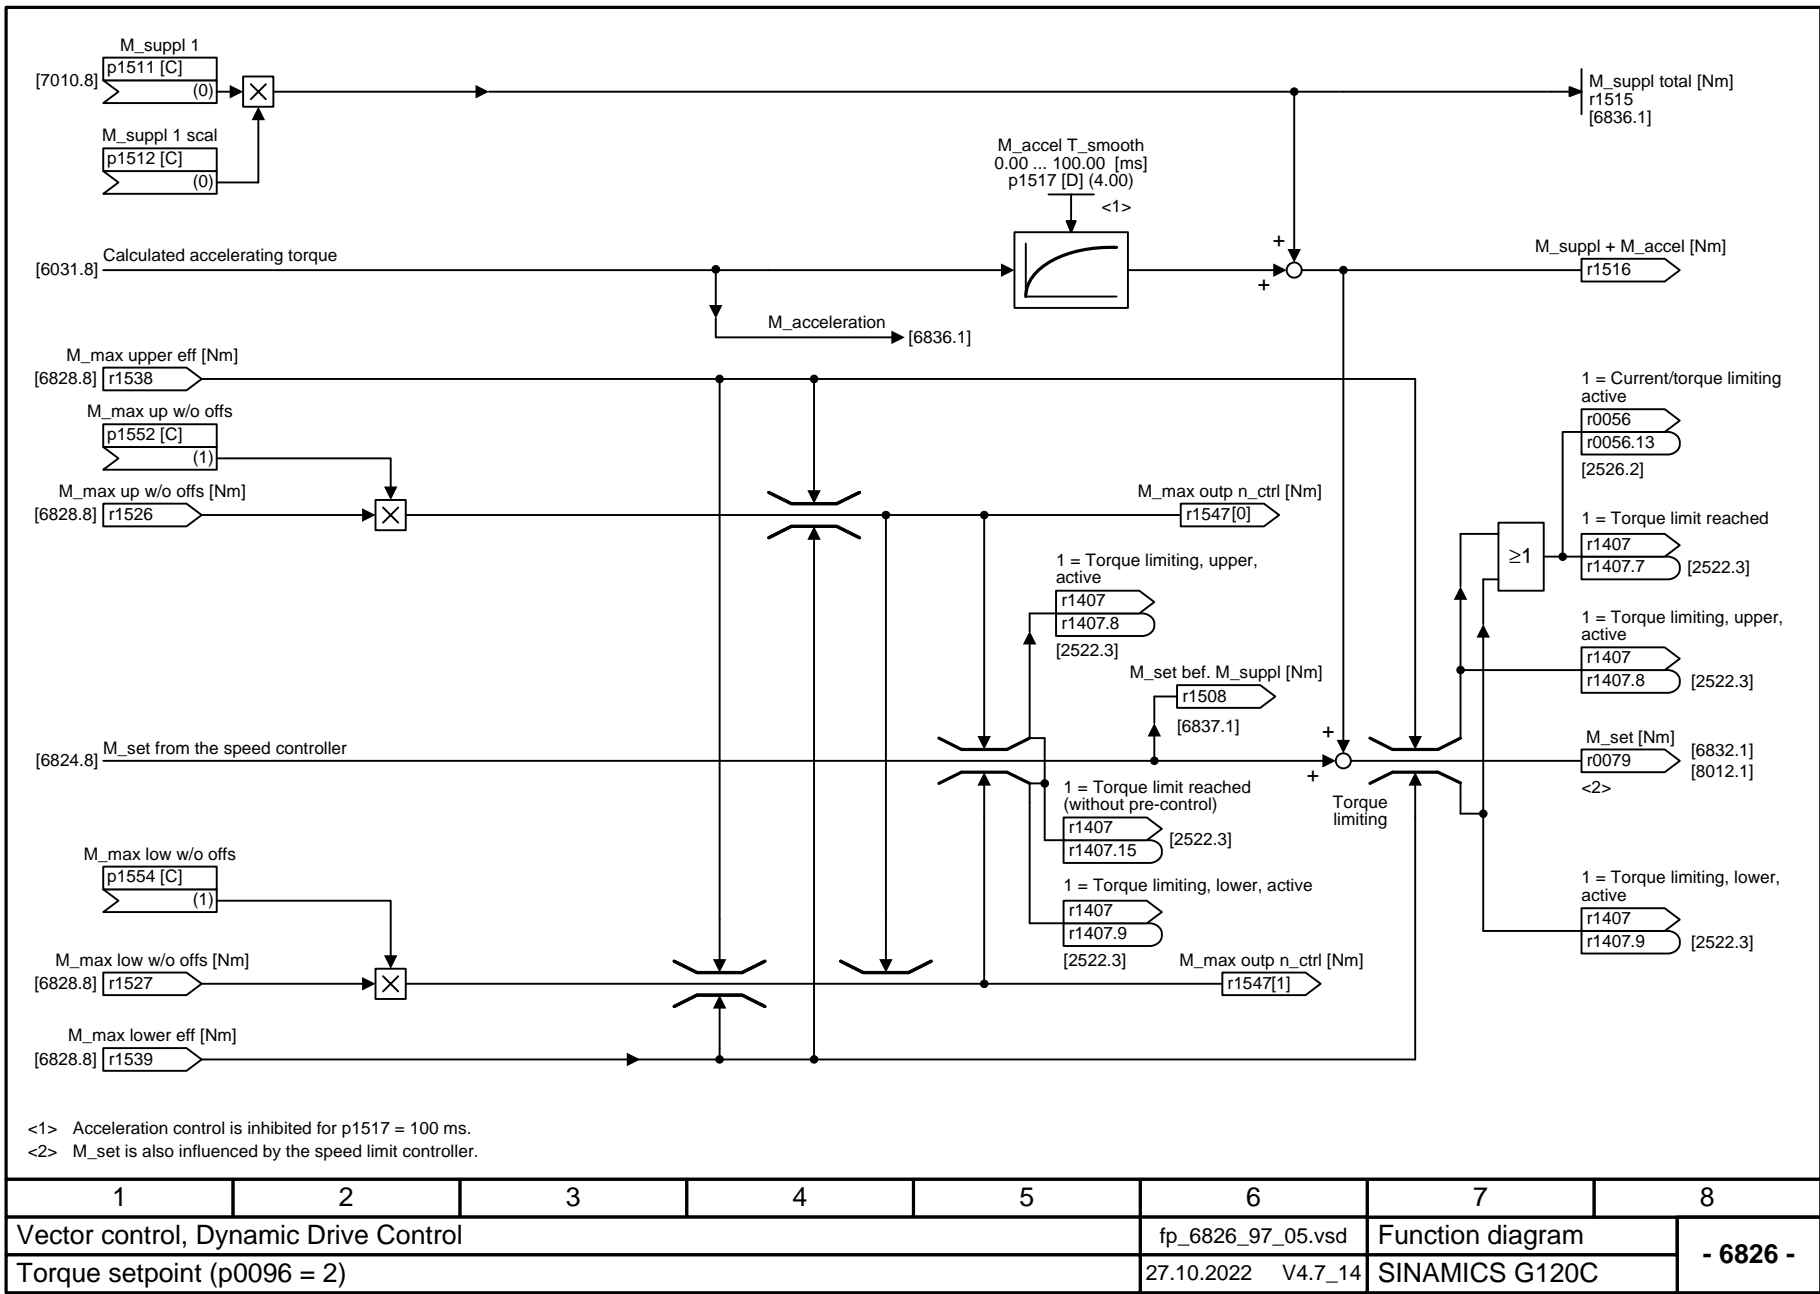 M_suppl 1
[7010.8]
p1511 [C]
(0)
M_suppl 1 scal
p1512 [C]
(0)
M_suppl total [Nm]
r1515
[6836.1]
M_accel T_smooth
0.00 ... 100.00 [ms]
p1517 [D] (4.00)
<1>
[6031.8]
Calculated accelerating torque
+
+
M_suppl + M_accel [Nm]
r1516
M_acceleration
[6836.1]
M_max upper eff [Nm]
[6828.8]
r1538
M_max up w/o offs
p1552 [C]
(1)
M_max up w/o offs [Nm]
[6828.8]
r1526
M_max outp n_ctrl [Nm]
r1547[0]
1 = Current/torque limiting
active
r0056
r0056.13
[2526.2]
≥1
1 = Torque limit reached
r1407
r1407.7
[2522.3]
1 = Torque limiting, upper,
active
r1407
r1407.8
[2522.3]
1 = Torque limiting, upper,
active
r1407
r1407.8
[2522.3]
M_set bef. M_suppl [Nm]
r1508
[6837.1]
[6824.8]
M_set from the speed controller
+
+
Torque
limiting
M_set [Nm]
r0079
[6832.1]
[8012.1]
<2>
1 = Torque limit reached
(without pre-control)
r1407
r1407.15
[2522.3]
M_max low w/o offs
p1554 [C]
(1)
1 = Torque limiting, lower, active
r1407
r1407.9
[2522.3]
1 = Torque limiting, lower,
active
r1407
r1407.9
[2522.3]
M_max low w/o offs [Nm]
[6828.8]
r1527
M_max outp n_ctrl [Nm]
r1547[1]
M_max lower eff [Nm]
[6828.8]
r1539
<1> Acceleration control is inhibited for p1517 = 100 ms.
<2> M_set is also influenced by the speed limit controller.
1 2 3 4 5 6 7 8
Vector control, Dynamic Drive Control
fp_6826_97_05.vsd
Function diagram
- 6826 -
Torque setpoint (p0096 = 2)
27.10.2022 V4.7_14
SINAMICS G120C